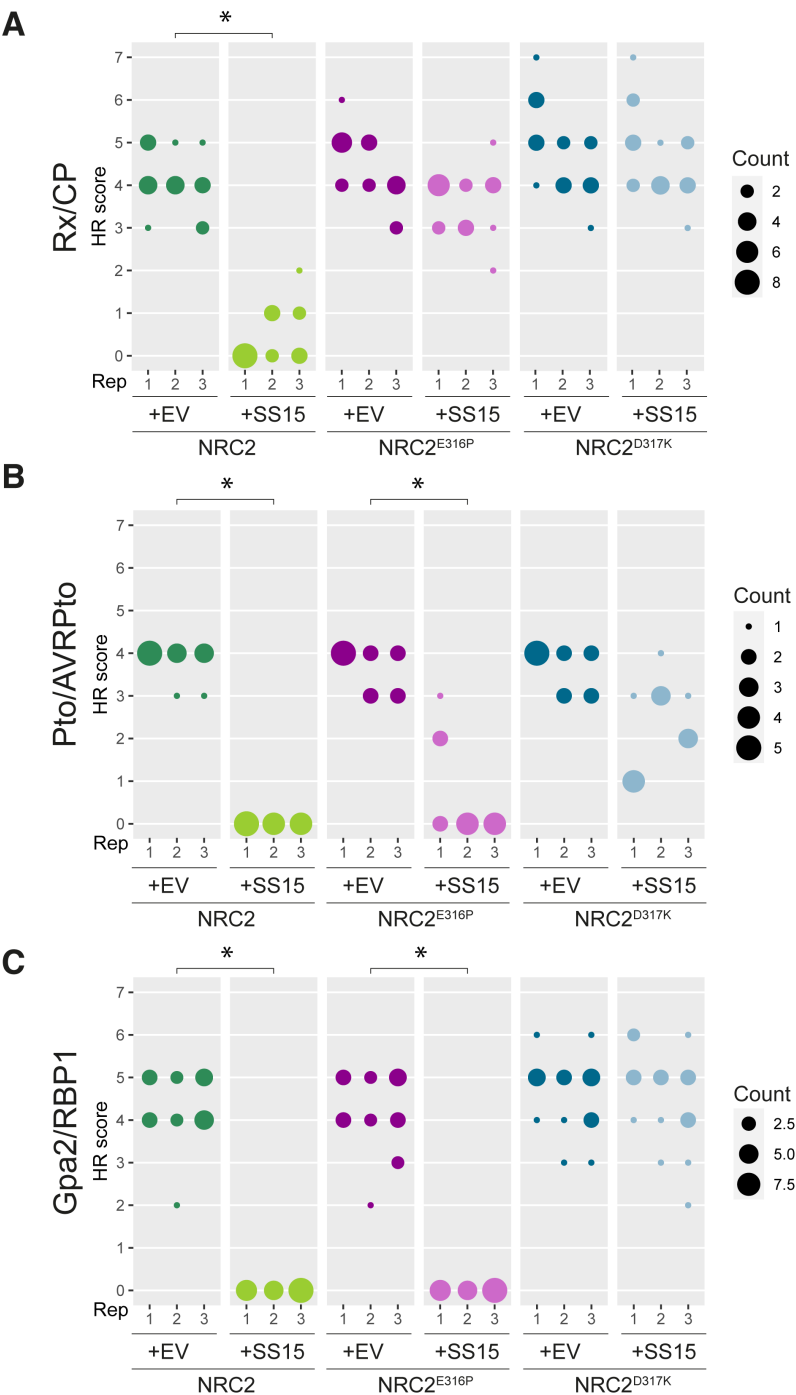 A
*
Rx/CP
HR score
7
6
5
4
3
2
1
0
Count
2
4
6
8
Rep 1 2 3 1 2 3 1 2 3 1 2 3 1 2 3 1 2 3
+EV +SS15 +EV +SS15 +EV +SS15
NRC2 NRC2E316P NRC2D317K
B
* *
Pto/AVRPto
HR score
7
6
5
4
3
2
1
0
Count
1
2
3
4
5
Rep 1 2 3 1 2 3 1 2 3 1 2 3 1 2 3 1 2 3
+EV +SS15 +EV +SS15 +EV +SS15
NRC2 NRC2E316P NRC2D317K
C
* *
Gpa2/RBP1
HR score
7
6
5
4
3
2
1
0
Count
2.5
5.0
7.5
Rep 1 2 3 1 2 3 1 2 3 1 2 3 1 2 3 1 2 3
+EV +SS15 +EV +SS15 +EV +SS15
NRC2 NRC2E316P NRC2D317K